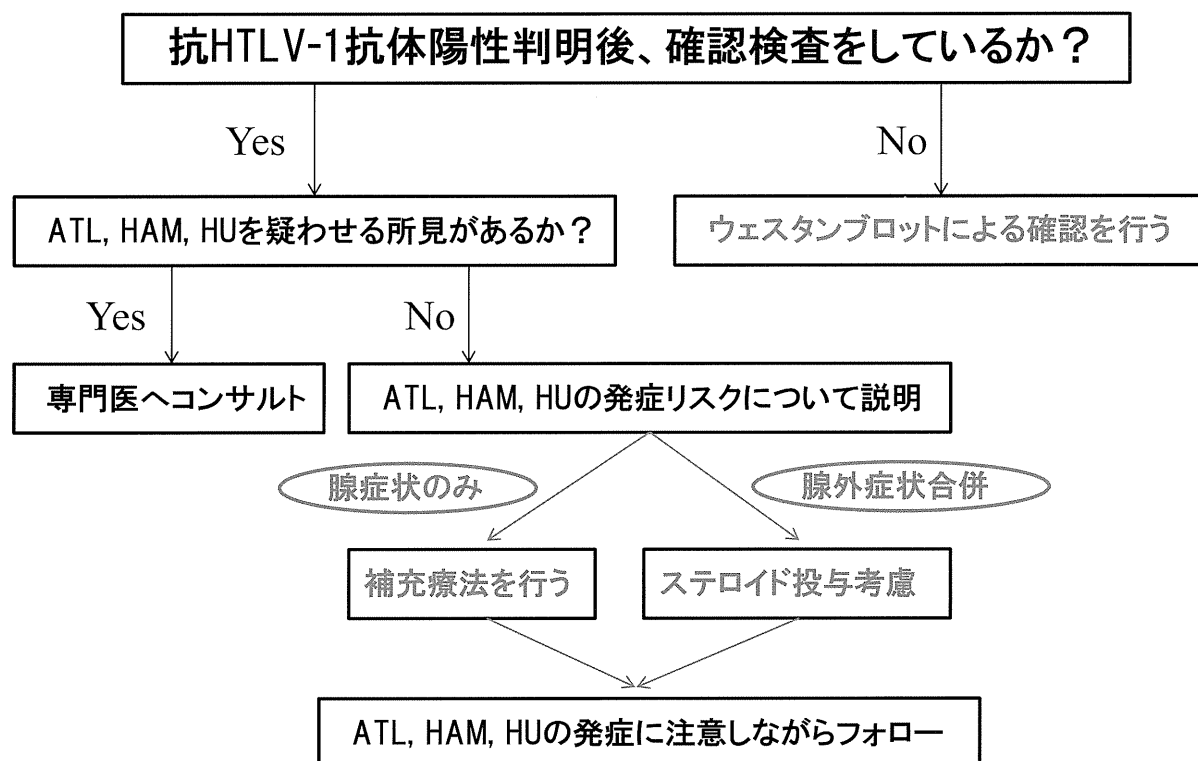 抗HTLV-1抗体陽性判明後、確認検査をしているか？
Yes
No
ATL, HAM, HUを疑わせる所見があるか？
ウェスタンブロットによる確認を行う
Yes
No
専門医へコンサルト
ATL, HAM, HUの発症リスクについて説明
腺症状のみ
腺外症状合併
補充療法を行う
ステロイド投与考慮
ATL, HAM, HUの発症に注意しながらフォロー